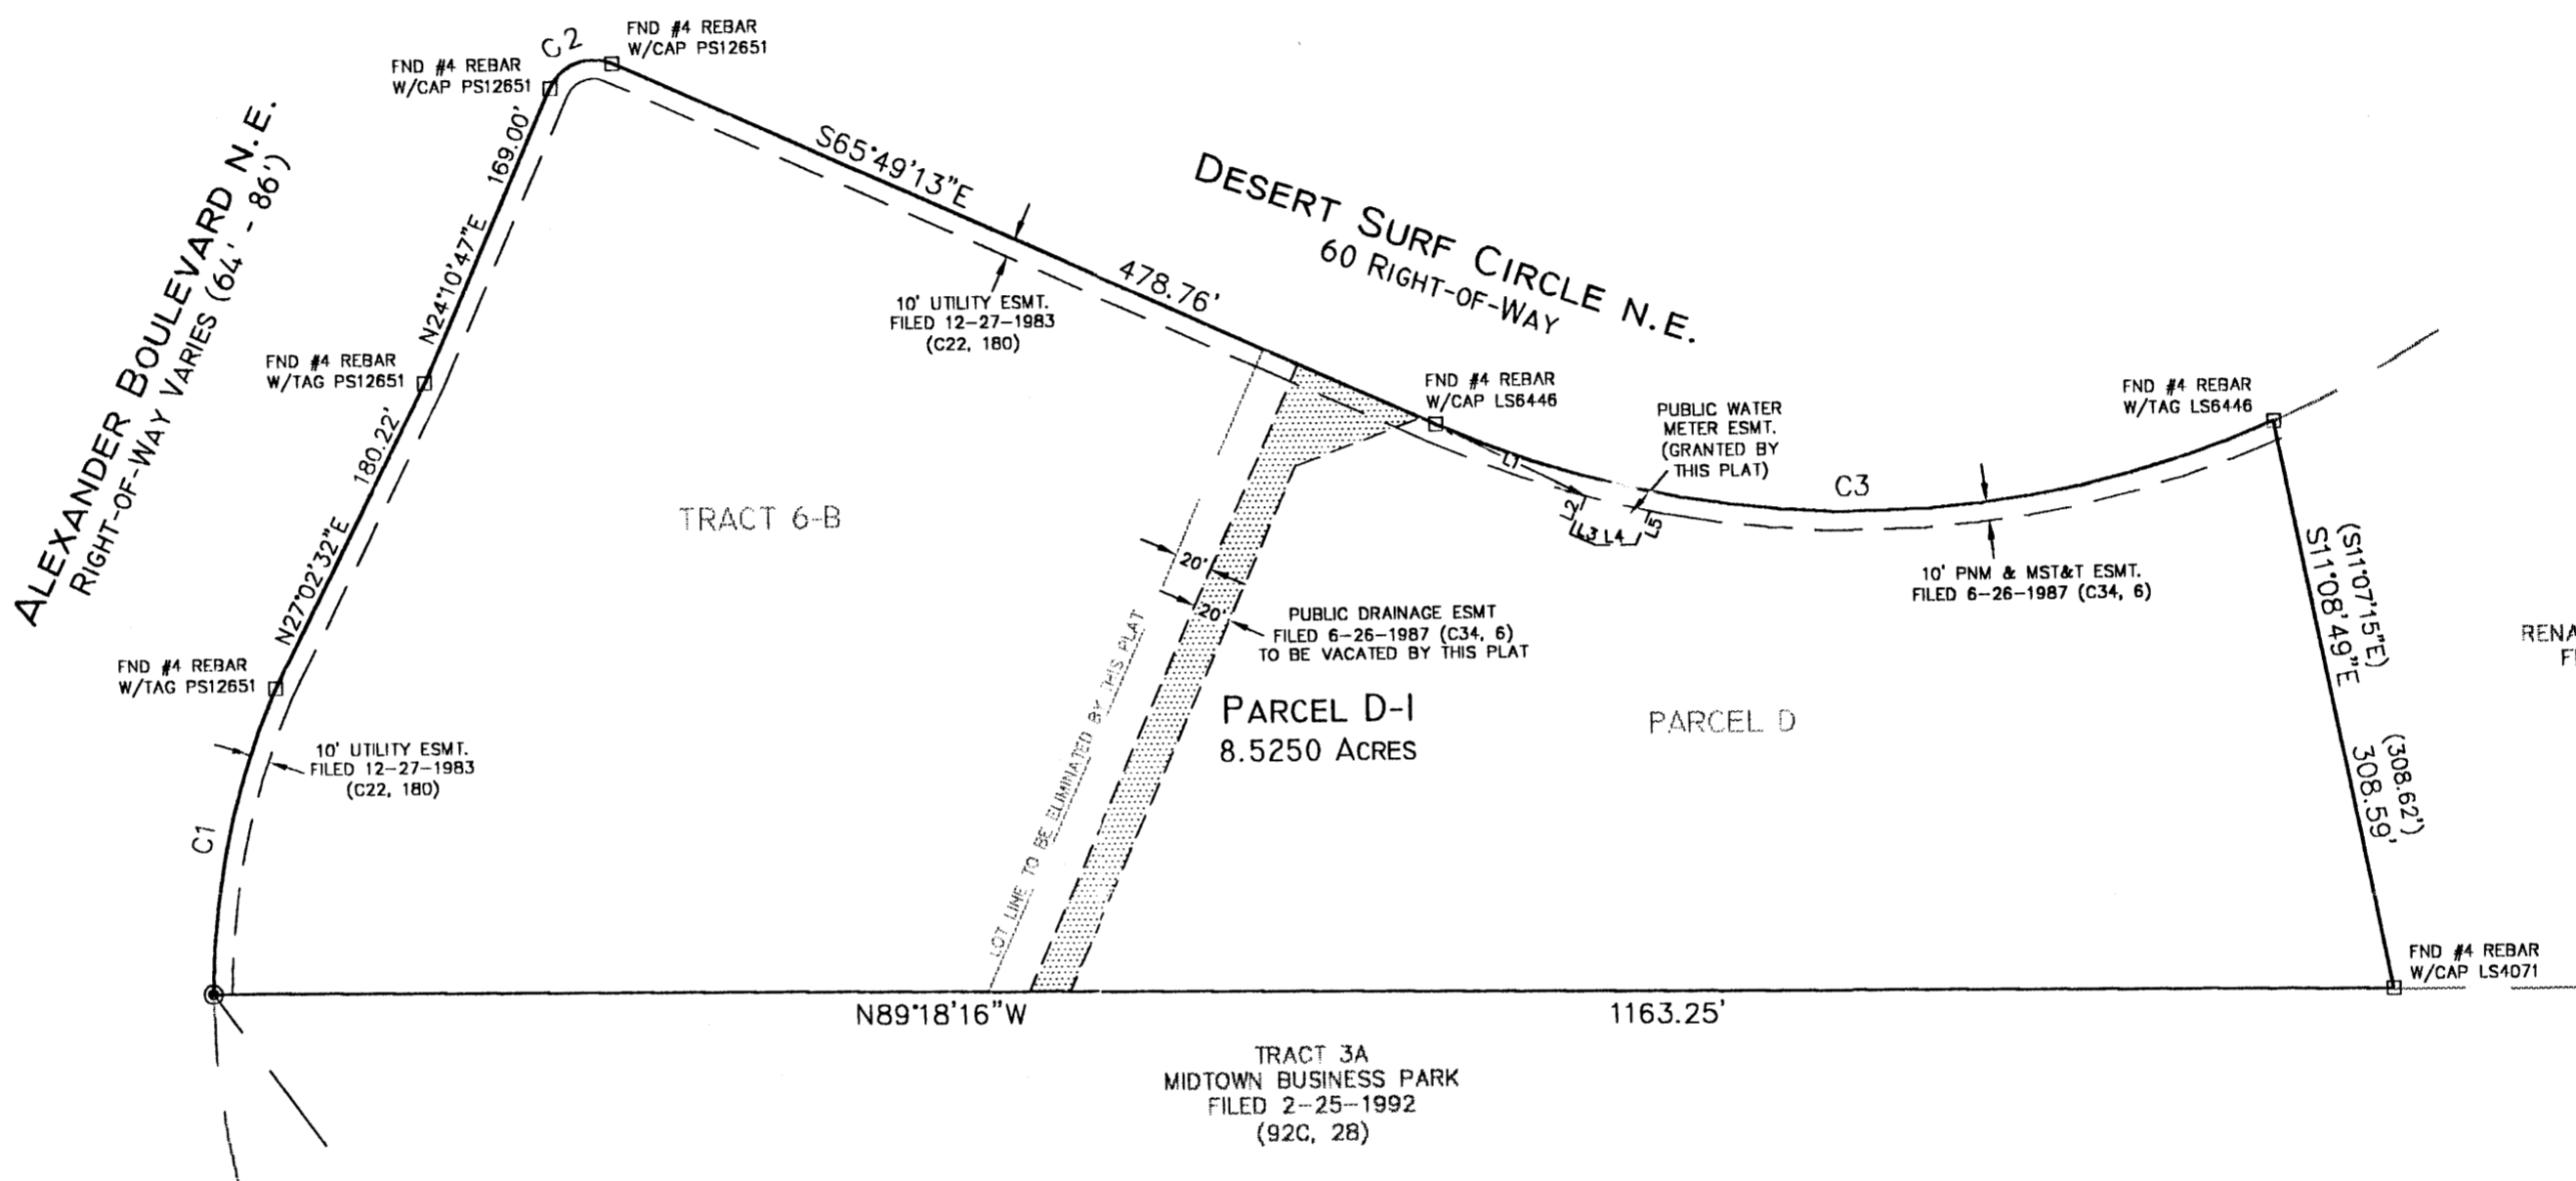 C2
FND #4 REBAR
W/CAP PS12651
FND #4 REBAR
W/CAP PS12651
ALEXANDER BOULEVARD N.E.
RIGHT-OF-WAY VARIES (64' - 86')
169.00'
N24°10'47"E
S65°49'13"E
478.76'
DESERT SURF CIRCLE N.E.
60 RIGHT-OF-WAY
10' UTILITY ESMT.
FILED 12-27-1983
(C22, 180)
FND #4 REBAR
W/TAG PS12651
180.22'
N27°02'32"E
FND #4 REBAR
W/CAP LS6446
PUBLIC WATER
METER ESMT.
(GRANTED BY
THIS PLAT)
FND #4 REBAR
W/TAG LS6446
L1
L2
L3 L4
L5
C3
TRACT 6-B
20'
20'
PUBLIC DRAINAGE ESMT
FILED 6-26-1987 (C34, 6)
TO BE VACATED BY THIS PLAT
10' PNM & MST&T ESMT.
FILED 6-26-1987 (C34, 6)
(S11°07'15"E)
S11°08'49"E
(308.62')
308.59'
RENA
FND #4 REBAR
W/TAG PS12651
LOT LINE TO BE ELIMINATED BY THIS PLAT
PARCEL D-1
8.5250 ACRES
PARCEL D
10' UTILITY ESMT.
FILED 12-27-1983
(C22, 180)
C1
FND #4 REBAR
W/CAP LS4071
N89°18'16"W
1163.25'
TRACT 3A
MIDTOWN BUSINESS PARK
FILED 2-25-1992
(92C, 28)